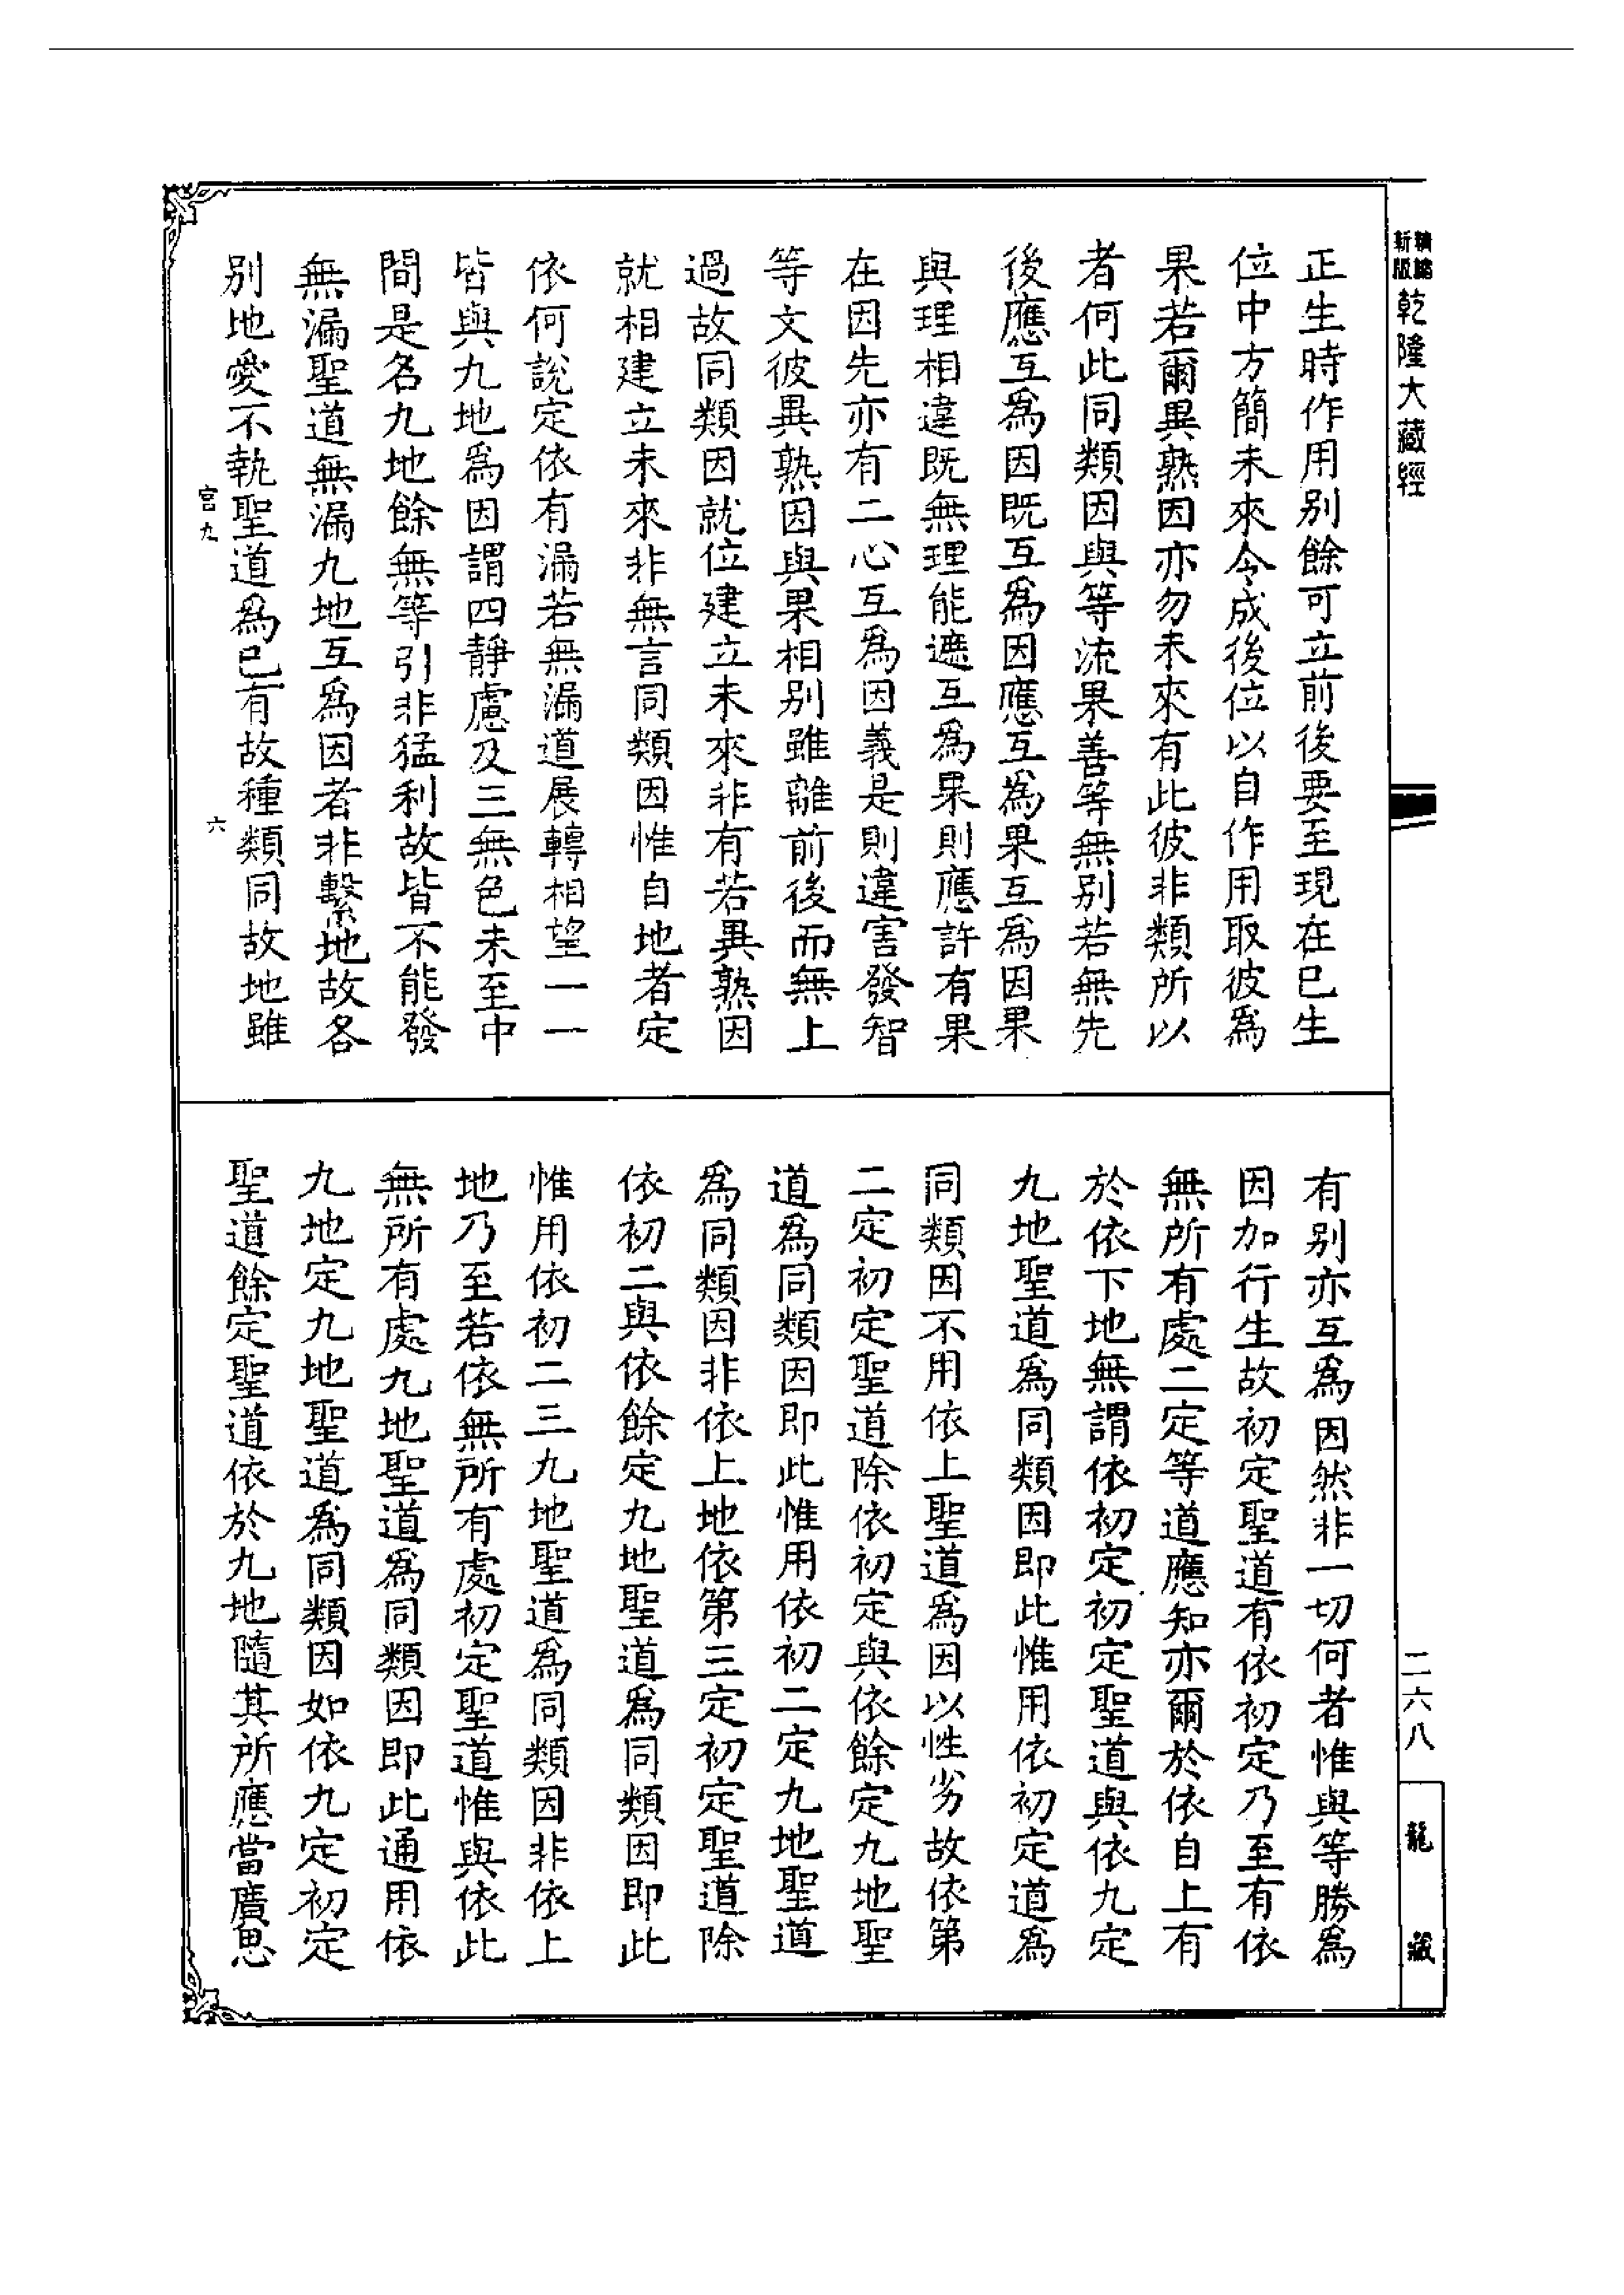 新版
精縮
乾隆大藏經
正生時作用別餘可立前後要至現在已生
位中方簡未來今成後位以自作用取彼為
果若爾異熟因亦勿未來有此彼非類所以
者何此同類因與等流果善等無別若無先
後應互為因既互為因應互為果互為因果
與理相違既無理能遮互為果則應許有果
在因先亦有二心互為因義是則違害發智
等文彼異熟因與果相別雖離前後而無上
過故同類因就位建立未來非有若異熟因
就相建立未來非無言同類因惟自地者定
依何說定依有漏若無漏道展轉相望一一
皆與九地為因謂四靜慮及三無色未至中
間是名九地餘無等引非猛利故皆不能發
無漏聖道無漏九地互為因者非繫地故各
別地愛不執聖道為已有故種類同故地雖
宮九
六
有別亦互為因然非一切何者惟與等勝為
因加行生故初定聖道有依初定乃至有依
無所有處二定等道應知亦爾於依自上有
於依下地無謂依初定初定聖道與依九定
九地聖道為同類因即此惟用依初定道為
同類因不用依上聖道為因以性劣故依第
二定初定聖道除依初定與依餘定九地聖
道為同類因即此惟用依初二定九地聖道
為同類因非依上地依第三定初定聖道除
依初二與依餘定九地聖道為同類因即此
惟用依初二三九地聖道為同類因非依上
地乃至若依無所有處初定聖道惟與依此
無所有處九地聖道為同類因即此通用依
九地定九地聖道為同類因如依九定初定
聖道餘定聖道依於九地隨其所應當廣思
二六八
龍藏